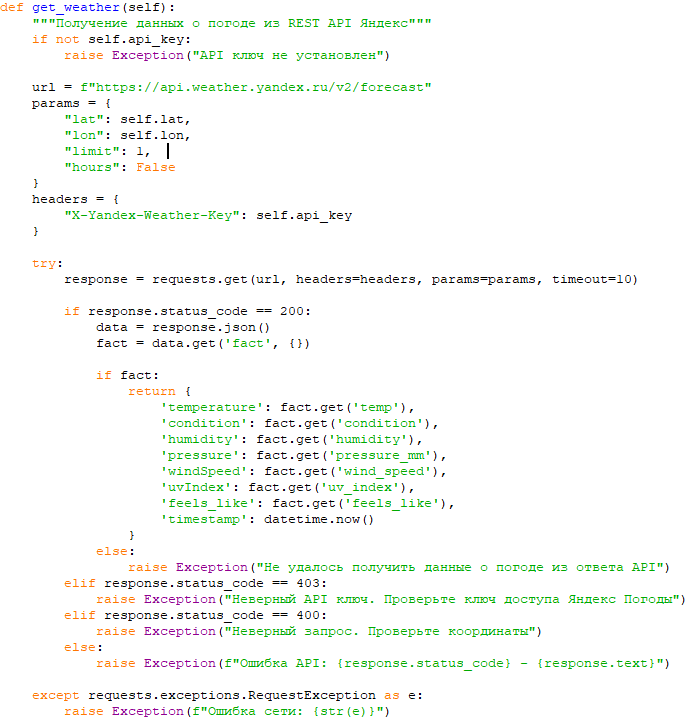 def get_weather(self):
    """Получение данных о погоде из REST API Яндекс"""
    if not self.api_key:
        raise Exception("API ключ не установлен")

    url = f"https://api.weather.yandex.ru/v2/forecast"
    params = {
        "lat": self.lat,
        "lon": self.lon,
        "limit": 1,
        "hours": False
    }
    headers = {
        "X-Yandex-Weather-Key": self.api_key
    }

    try:
        response = requests.get(url, headers=headers, params=params, timeout=10)

        if response.status_code == 200:
            data = response.json()
            fact = data.get('fact', {})

            if fact:
                return {
                    'temperature': fact.get('temp'),
                    'condition': fact.get('condition'),
                    'humidity': fact.get('humidity'),
                    'pressure': fact.get('pressure_mm'),
                    'windSpeed': fact.get('wind_speed'),
                    'uvIndex': fact.get('uv_index'),
                    'feels_like': fact.get('feels_like'),
                    'timestamp': datetime.now()
                }
            else:
                raise Exception("Не удалось получить данные о погоде из ответа API")
        elif response.status_code == 403:
            raise Exception("Неверный API ключ. Проверьте ключ доступа Яндекс Погоды")
        elif response.status_code == 400:
            raise Exception("Неверный запрос. Проверьте координаты")
        else:
            raise Exception(f"Ошибка API: {response.status_code} - {response.text}")

    except requests.exceptions.RequestException as e:
        raise Exception(f"Ошибка сети: {str(e)}")